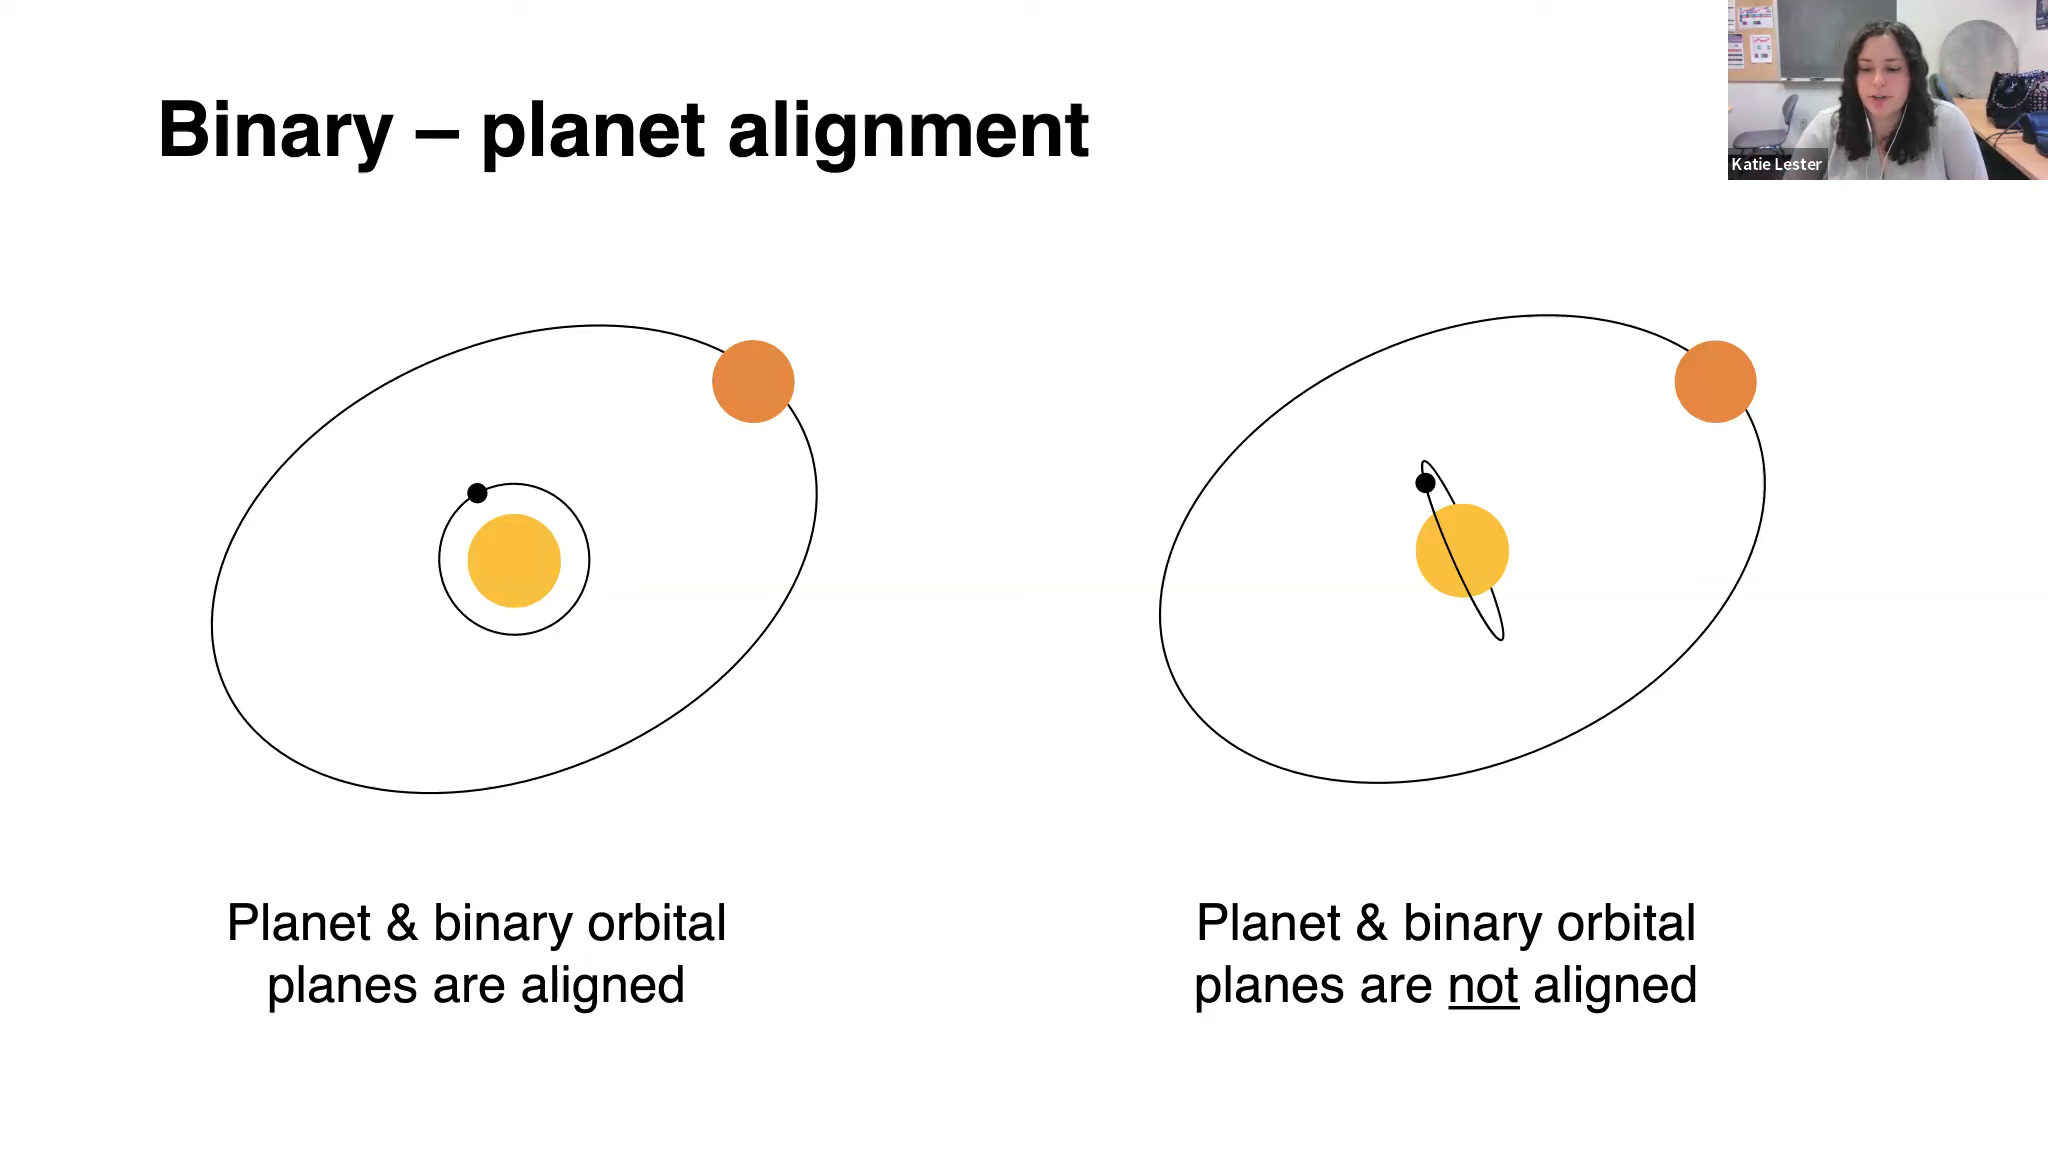 Binary – planet alignment
Katie Lester
Planet & binary orbital
planes are aligned
Planet & binary orbital
planes are not aligned